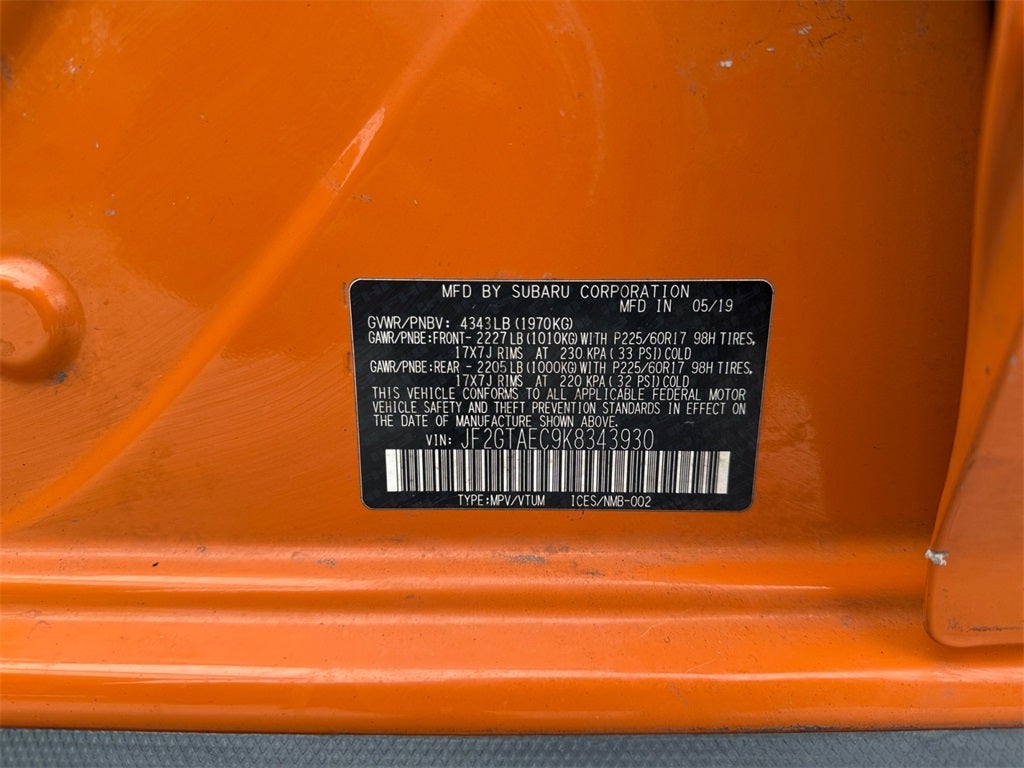 MFD BY SUBARU CORPORATION
MFD IN 05/19
GVWR/PNBV: 4343LB(1970KG)
GAWR/PNBE:FRONT- 2227LB(1010KG)WITH P225/60R17 98H TIRES,
17X7J RIMS AT 230 KPA(33 PSI)COLD
GAWR/PNBE:REAR - 2205LB(1000KG)WITH P225/60R17 98H TIRES,
17X7J RIMS AT 220 KPA(32 PSI)COLD
THIS VEHICLE CONFORMS TO ALL APPLICABLE FEDERAL MOTOR
VEHICLE SAFETY AND THEFT PREVENTION STANDARDS IN EFFECT ON
THE DATE OF MANUFACTURE SHOWN ABOVE.
VIN: JF2GTAEC9K8343930
TYPE:MPV/VTUM ICES/NMB-002